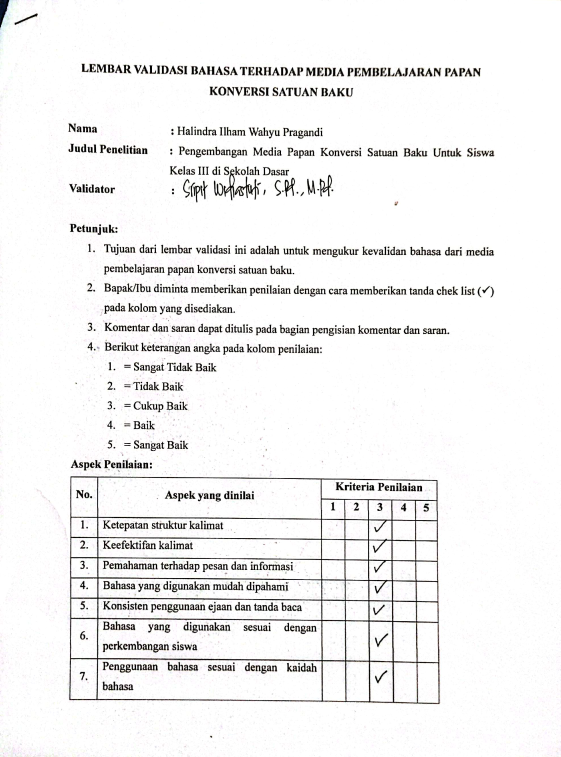 LEMBAR VALIDASI BAHASA TERHADAP MEDIA PEMBELAJARAN PAPAN
KONVERSI SATUAN BAKU
Nama : Halindra Ilham Wahyu Pragandi
Judul Penelitian : Pengembangan Media Papan Konversi Satuan Baku Untuk Siswa
Kelas III di Sekolah Dasar
Validator : S.Pd., M.Pd.
Petunjuk:
1. Tujuan dari lembar validasi ini adalah untuk mengukur kevalidan bahasa dari media
pembelajaran papan konversi satuan baku.
2. Bapak/Ibu diminta memberikan penilaian dengan cara memberikan tanda chek list (✓)
pada kolom yang disediakan.
3. Komentar dan saran dapat ditulis pada bagian pengisian komentar dan saran.
4. Berikut keterangan angka pada kolom penilaian:
1. = Sangat Tidak Baik
2. = Tidak Baik
3. = Cukup Baik
4. = Baik
5. = Sangat Baik
Aspek Penilaian:
No. Aspek yang dinilai Kriteria Penilaian
1 2 3 4 5
1. Ketepatan struktur kalimat ✓
2. Keefektifan kalimat ✓
3. Pemahaman terhadap pesan dan informasi ✓
4. Bahasa yang digunakan mudah dipahami ✓
5. Konsisten penggunaan ejaan dan tanda baca ✓
6. Bahasa yang digunakan sesuai dengan
perkembangan siswa ✓
7. Penggunaan bahasa sesuai dengan kaidah
bahasa ✓